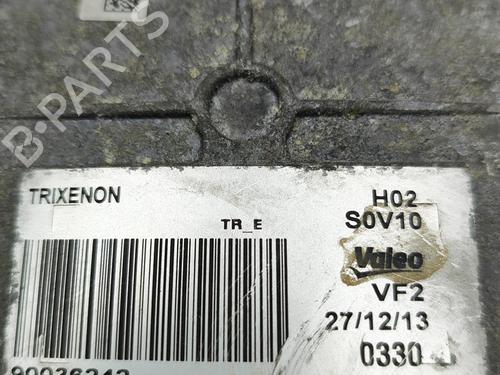 B-PARTS
TRIXENON
TR_E
H02
S0V10
Valeo
VF2
27/12/13
0330